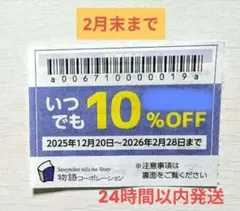 2月末まで
a0067100000019a
いつでも10%OFF
2025年12月20日〜2026年2月28日まで
Storyteller tells the Story
物語コーポレーション
※注意事項は
裏面をご覧ください
24時間以内発送